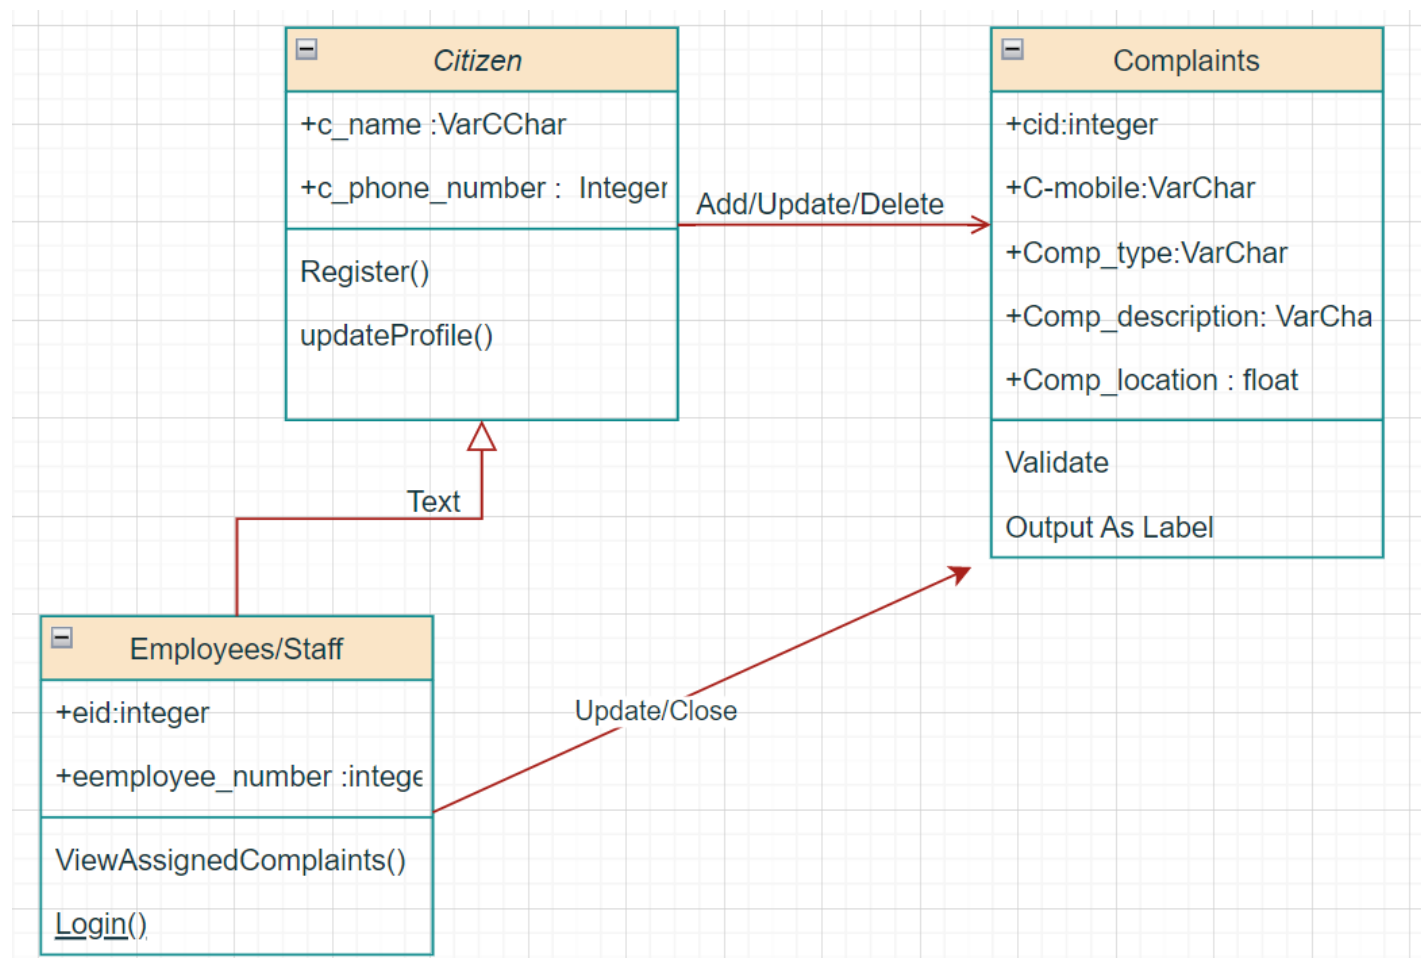 Citizen
+c_name :VarCChar
+c_phone_number : Integer
Register()
updateProfile()
Add/Update/Delete
Complaints
+cid:integer
+C-mobile:VarChar
+Comp_type:VarChar
+Comp_description: VarCha
+Comp_location : float
Validate
Output As Label
Text
Employees/Staff
+eid:integer
+eemployee_number :intege
ViewAssignedComplaints()
Login()
Update/Close